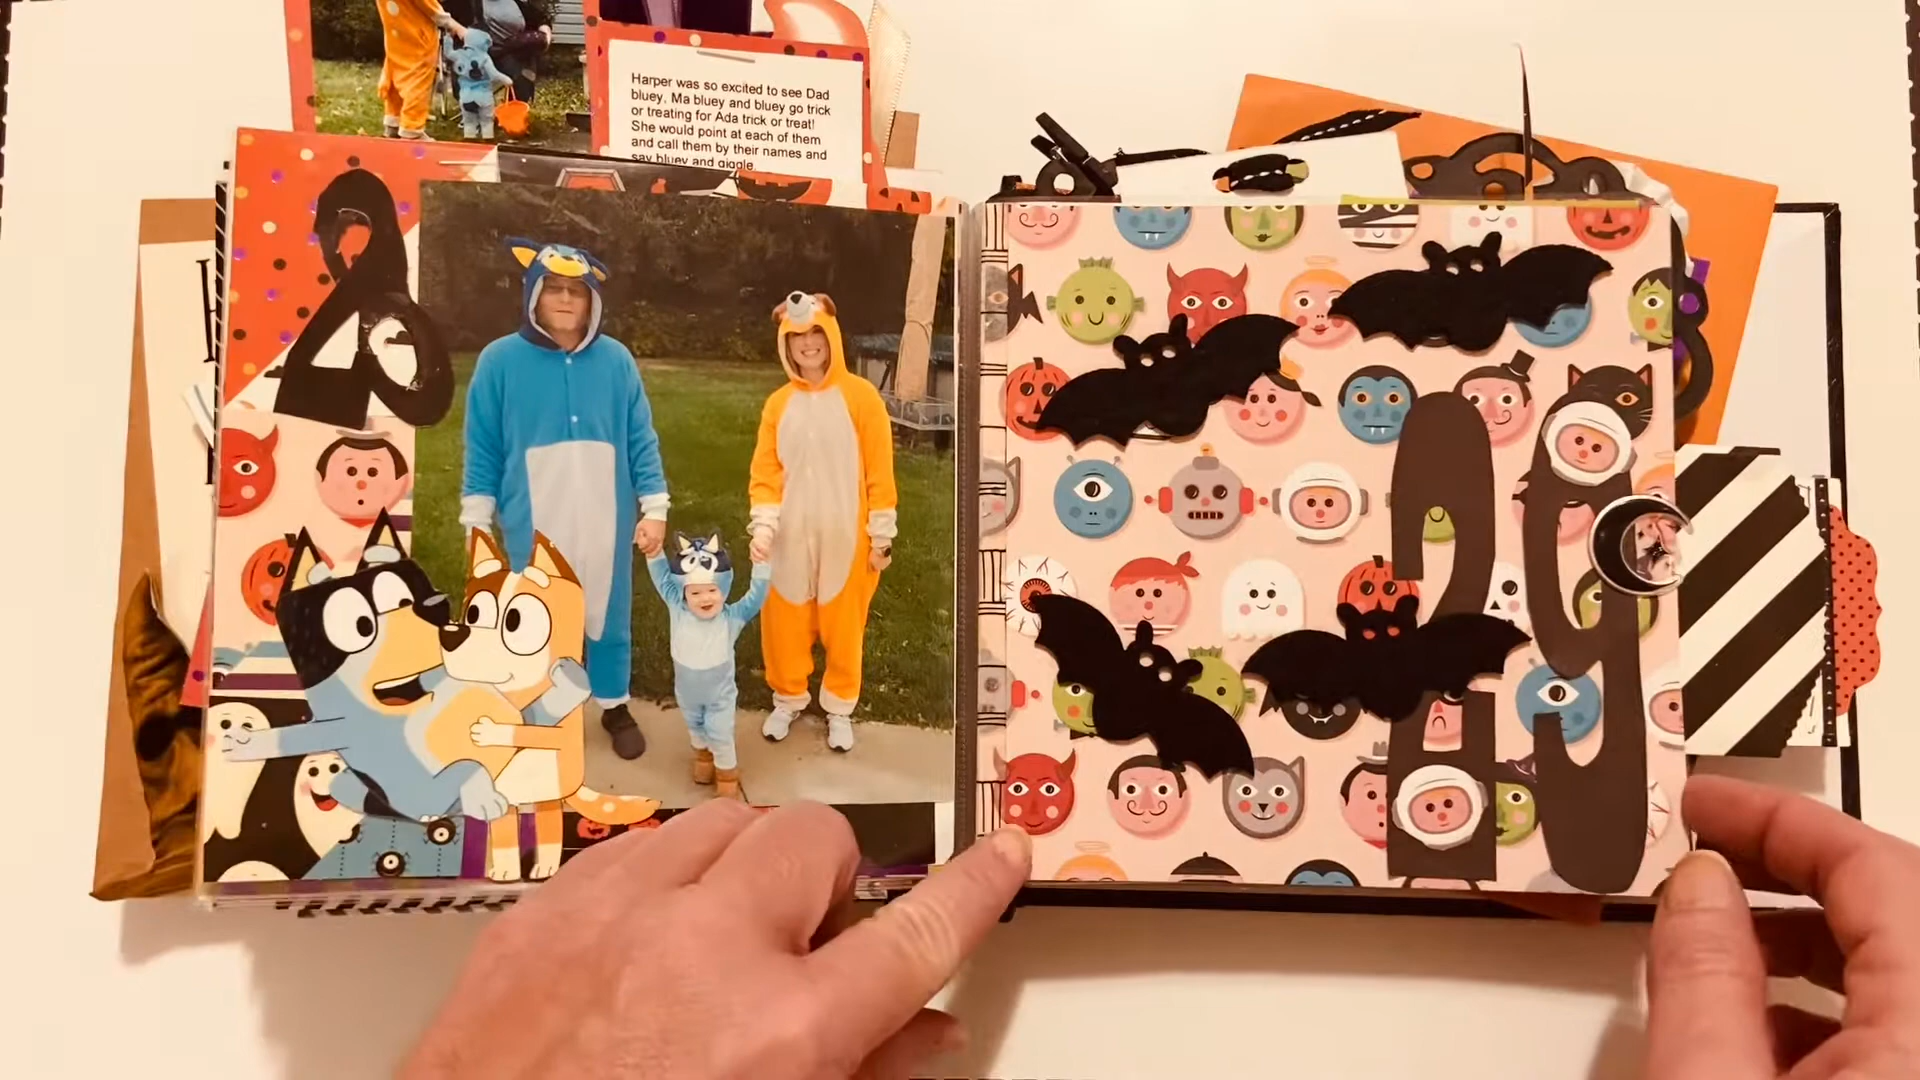 Harper was so excited to see Dad
bluey, Ma bluey and bluey go trick
or treating for Ada trick or treat!
She would point at each of them
and call them by their names and
say bluey and giggle
28
29